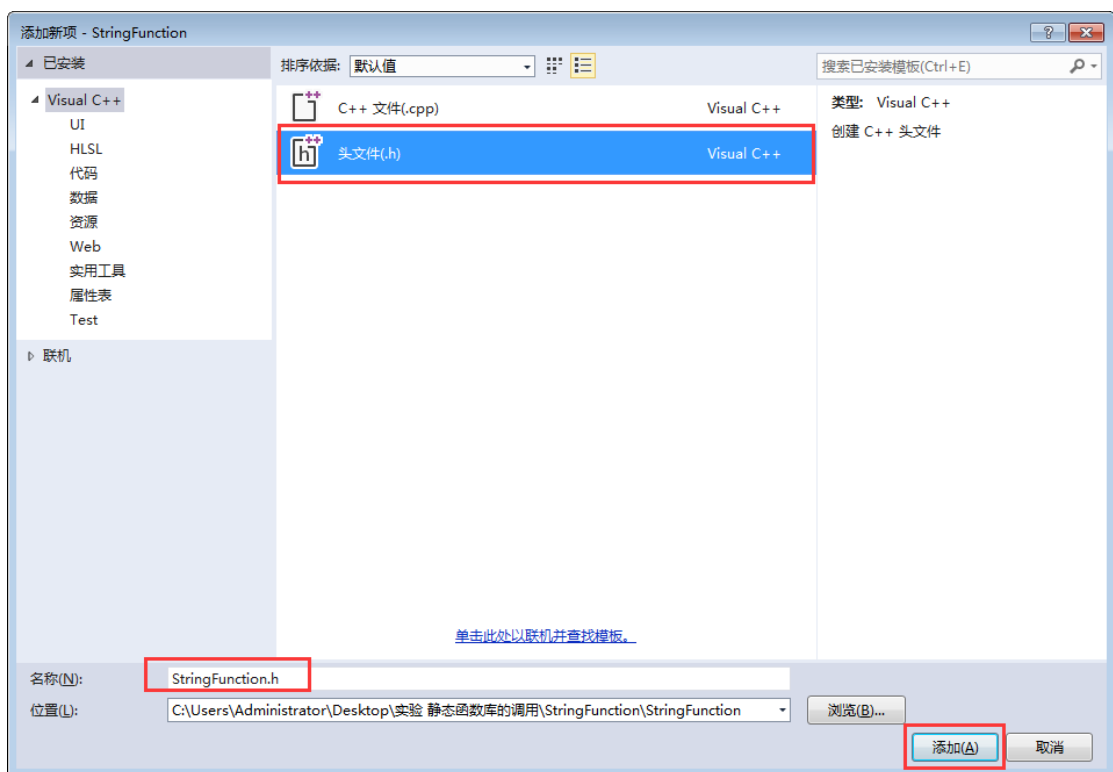 添加新项 - StringFunction
已安装
排序依据: 默认值
搜索已安装模板(Ctrl+E)
Visual C++
UI
HLSL
代码
数据
资源
Web
实用工具
属性表
Test
联机
C++ 文件(.cpp) Visual C++
头文件(.h) Visual C++
类型: Visual C++
创建 C++ 头文件
单击此处以联机并查找模板。
名称(N): StringFunction.h
位置(L): C:\Users\Administrator\Desktop\实验 静态函数库的调用\StringFunction\StringFunction
浏览(B)...
添加(A) 取消